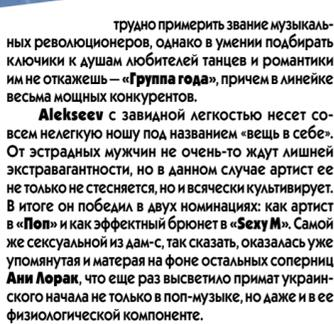 трудно примерить звание музыкаль-
ных революционеров, однако в умении подбирать
ключики к душам любителей танцев и романтики
им не откажешь — «Группа года», причем в линейке
весьма мощных конкурентов.
Alekseev с завидной легкостью несет со-
всем нелегкую ношу под названием «вещь в себе».
От эстрадных мужчин не очень-то ждут лишней
экстравагантности, но в данном случае артист ее
не только не стесняется, но и всячески культивирует.
В итоге он победил в двух номинациях: как артист
в «Поп» и как эффектный брюнет в «Sexy М». Самой
же сексуальной из дам-с, так сказать, оказалась уже
упомянутая и матерая на фоне остальных соперниц
Ани Лорак, что еще раз высветило примат украин-
ского начала не только в поп-музыке, но даже и в ее
физиологической компоненте.